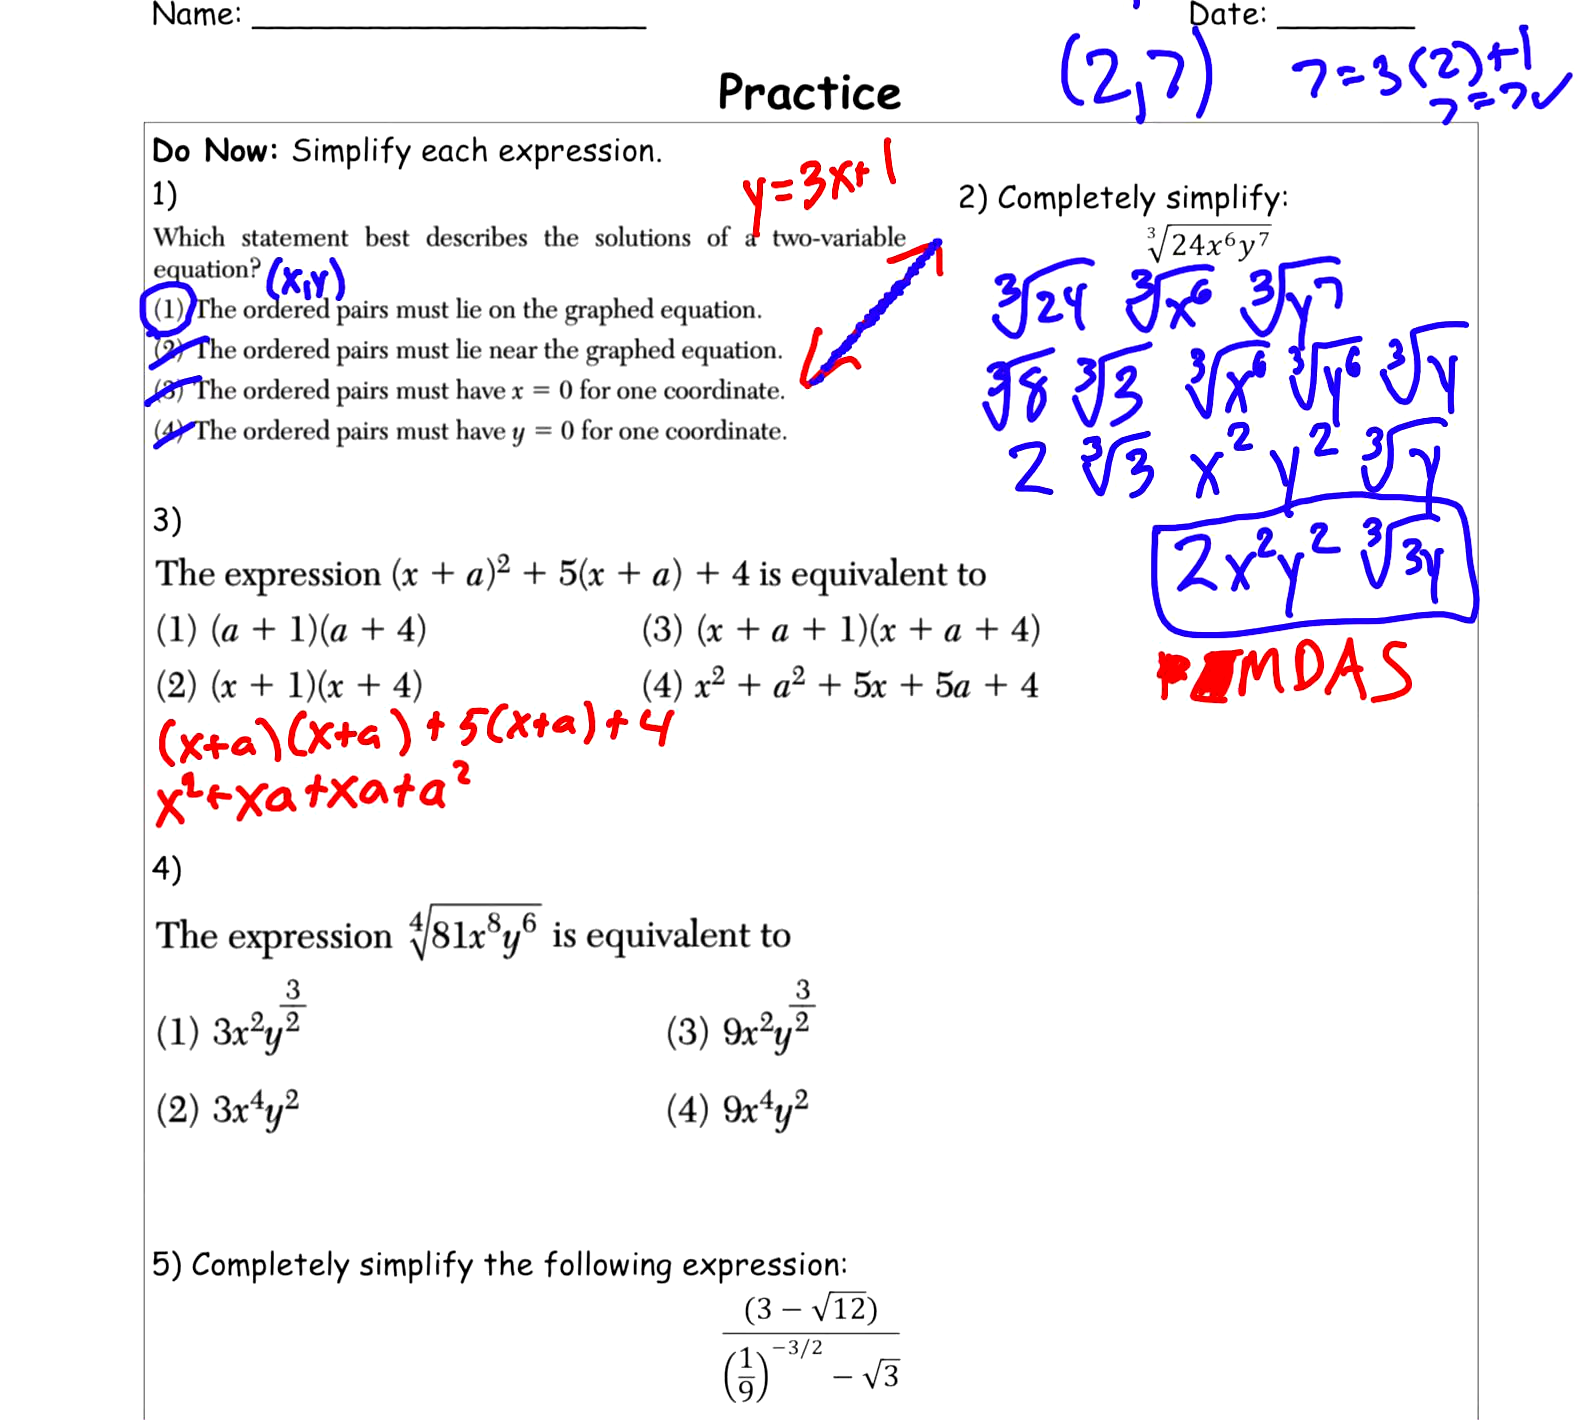 Name: ____________________ Date: _______
(2,7) 7=3(2)+1
7=7✓
Practice
Do Now: Simplify each expression.
1)
y=3x+1
Which statement best describes the solutions of a two-variable
equation? (x,y)
(1) The ordered pairs must lie on the graphed equation.
(2) The ordered pairs must lie near the graphed equation.
(3) The ordered pairs must have x = 0 for one coordinate.
(4) The ordered pairs must have y = 0 for one coordinate.
2) Completely simplify:
∛(24x⁶y⁷)
∛24 ∛x⁶ ∛y⁷
∛8 ∛3 ∛x⁶ ∛y⁶ ∛y
2 ∛3 x² y² ∛y
2x²y² ∛3y
3)
The expression (x + a)² + 5(x + a) + 4 is equivalent to
(1) (a + 1)(a + 4) (3) (x + a + 1)(x + a + 4)
(2) (x + 1)(x + 4) (4) x² + a² + 5x + 5a + 4
MDAS
(x+a)(x+a)+5(x+a)+4
x²+xa+xa+a²
4)
The expression ∜(81x⁸y⁶) is equivalent to
(1) 3x²y^(3/2) (3) 9x²y^(3/2)
(2) 3x⁴y² (4) 9x⁴y²
5) Completely simplify the following expression:
(3 − √12)
(1/9)^(−3/2) − √3